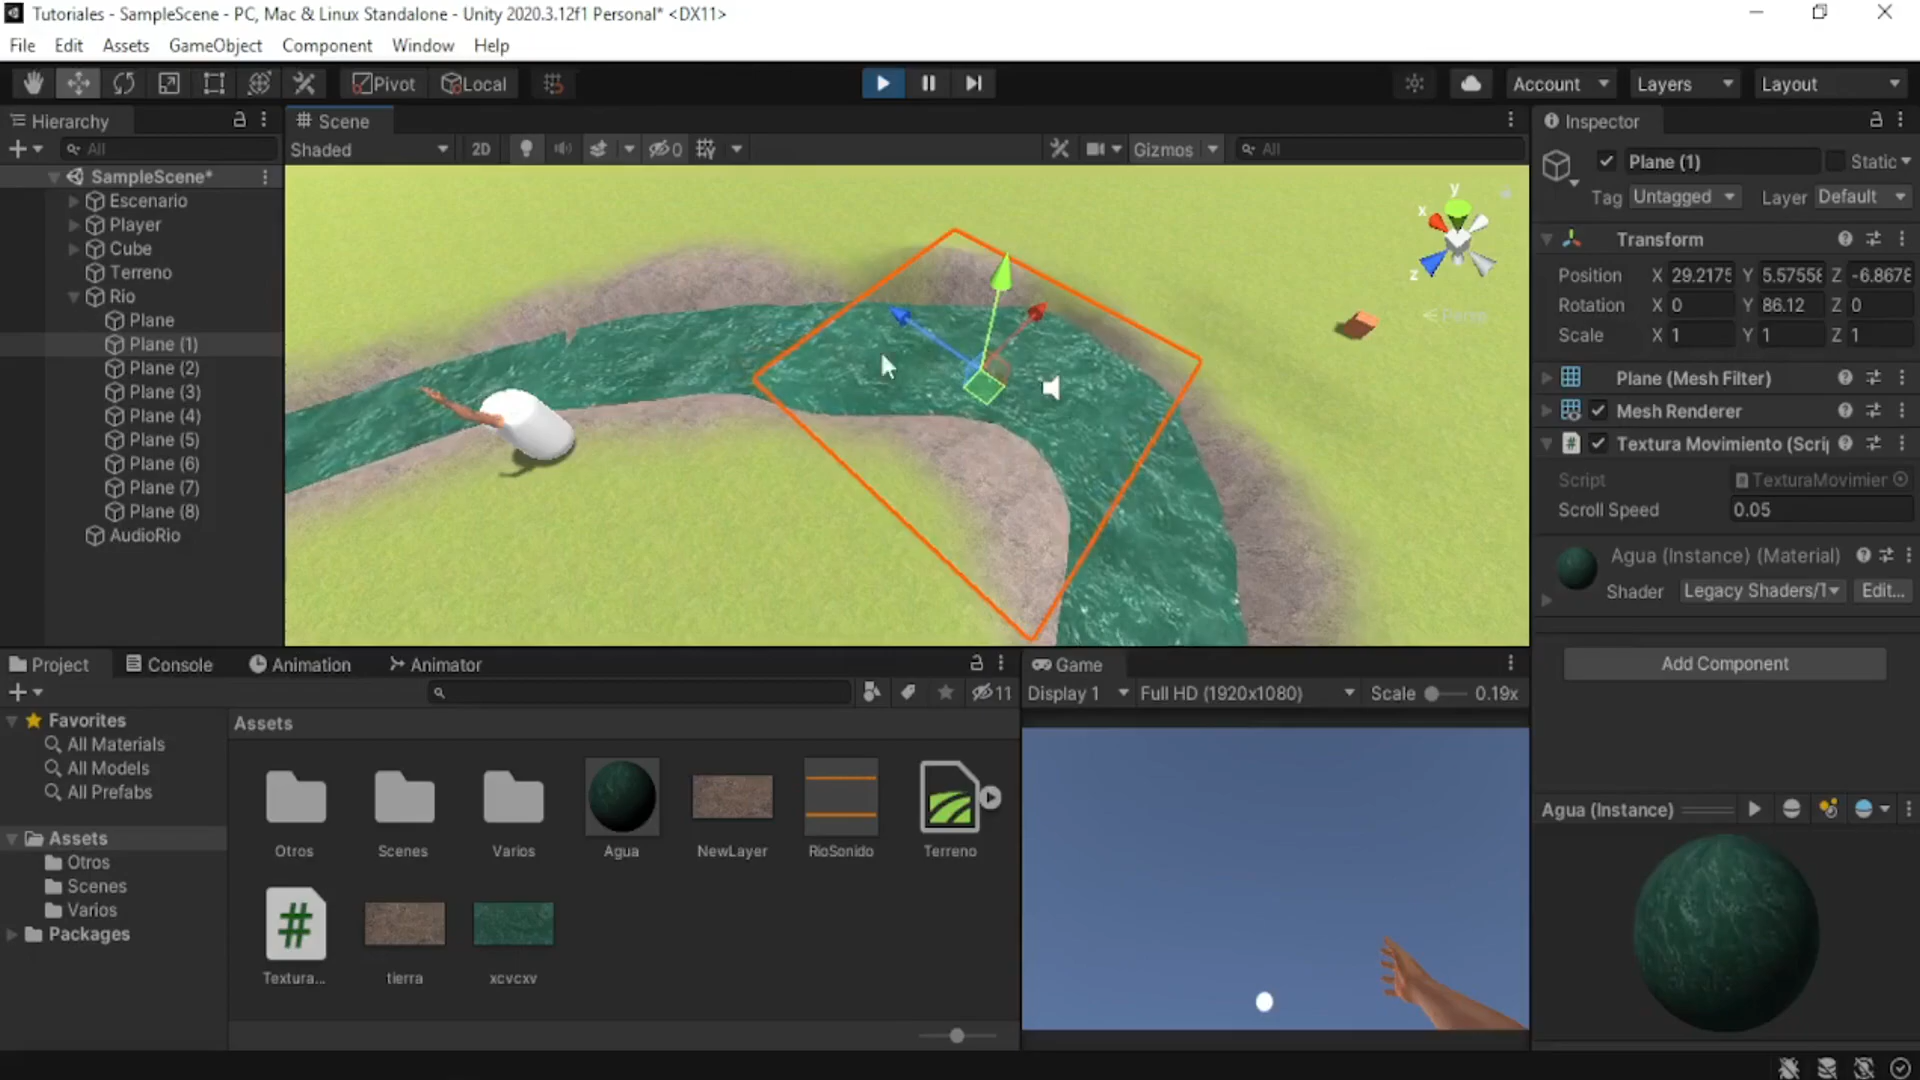 Tutoriales - SampleScene - PC, Mac & Linux Standalone - Unity 2020.3.12f1 Personal* <DX11>
File Edit Assets GameObject Component Window Help
Pivot Local Account Layers Layout
Hierarchy
All
SampleScene*
Escenario
Player
Cube
Terreno
Rio
Plane
Plane (1)
Plane (2)
Plane (3)
Plane (4)
Plane (5)
Plane (6)
Plane (7)
Plane (8)
AudioRio
Scene
Shaded 2D 0 Gizmos All
y
x
z
Persp
Inspector
Plane (1) Static
Tag Untagged Layer Default
Transform
Position X 29.2175 Y 5.57558 Z -6.8678
Rotation X 0 Y 86.12 Z 0
Scale X 1 Y 1 Z 1
Plane (Mesh Filter)
Mesh Renderer
Textura Movimiento (Scrip
Script TexturaMovimier
Scroll Speed 0.05
Agua (Instance) (Material)
Shader Legacy Shaders/T Edit...
Add Component
Agua (Instance)
Project Console Animation Animator
11
Favorites
All Materials
All Models
All Prefabs
Assets
Otros
Scenes
Varios
Packages
Assets
Otros Scenes Varios Agua NewLayer RioSonido Terreno
Textura... tierra xcvcxv
Game
Display 1 Full HD (1920x1080) Scale 0.19x